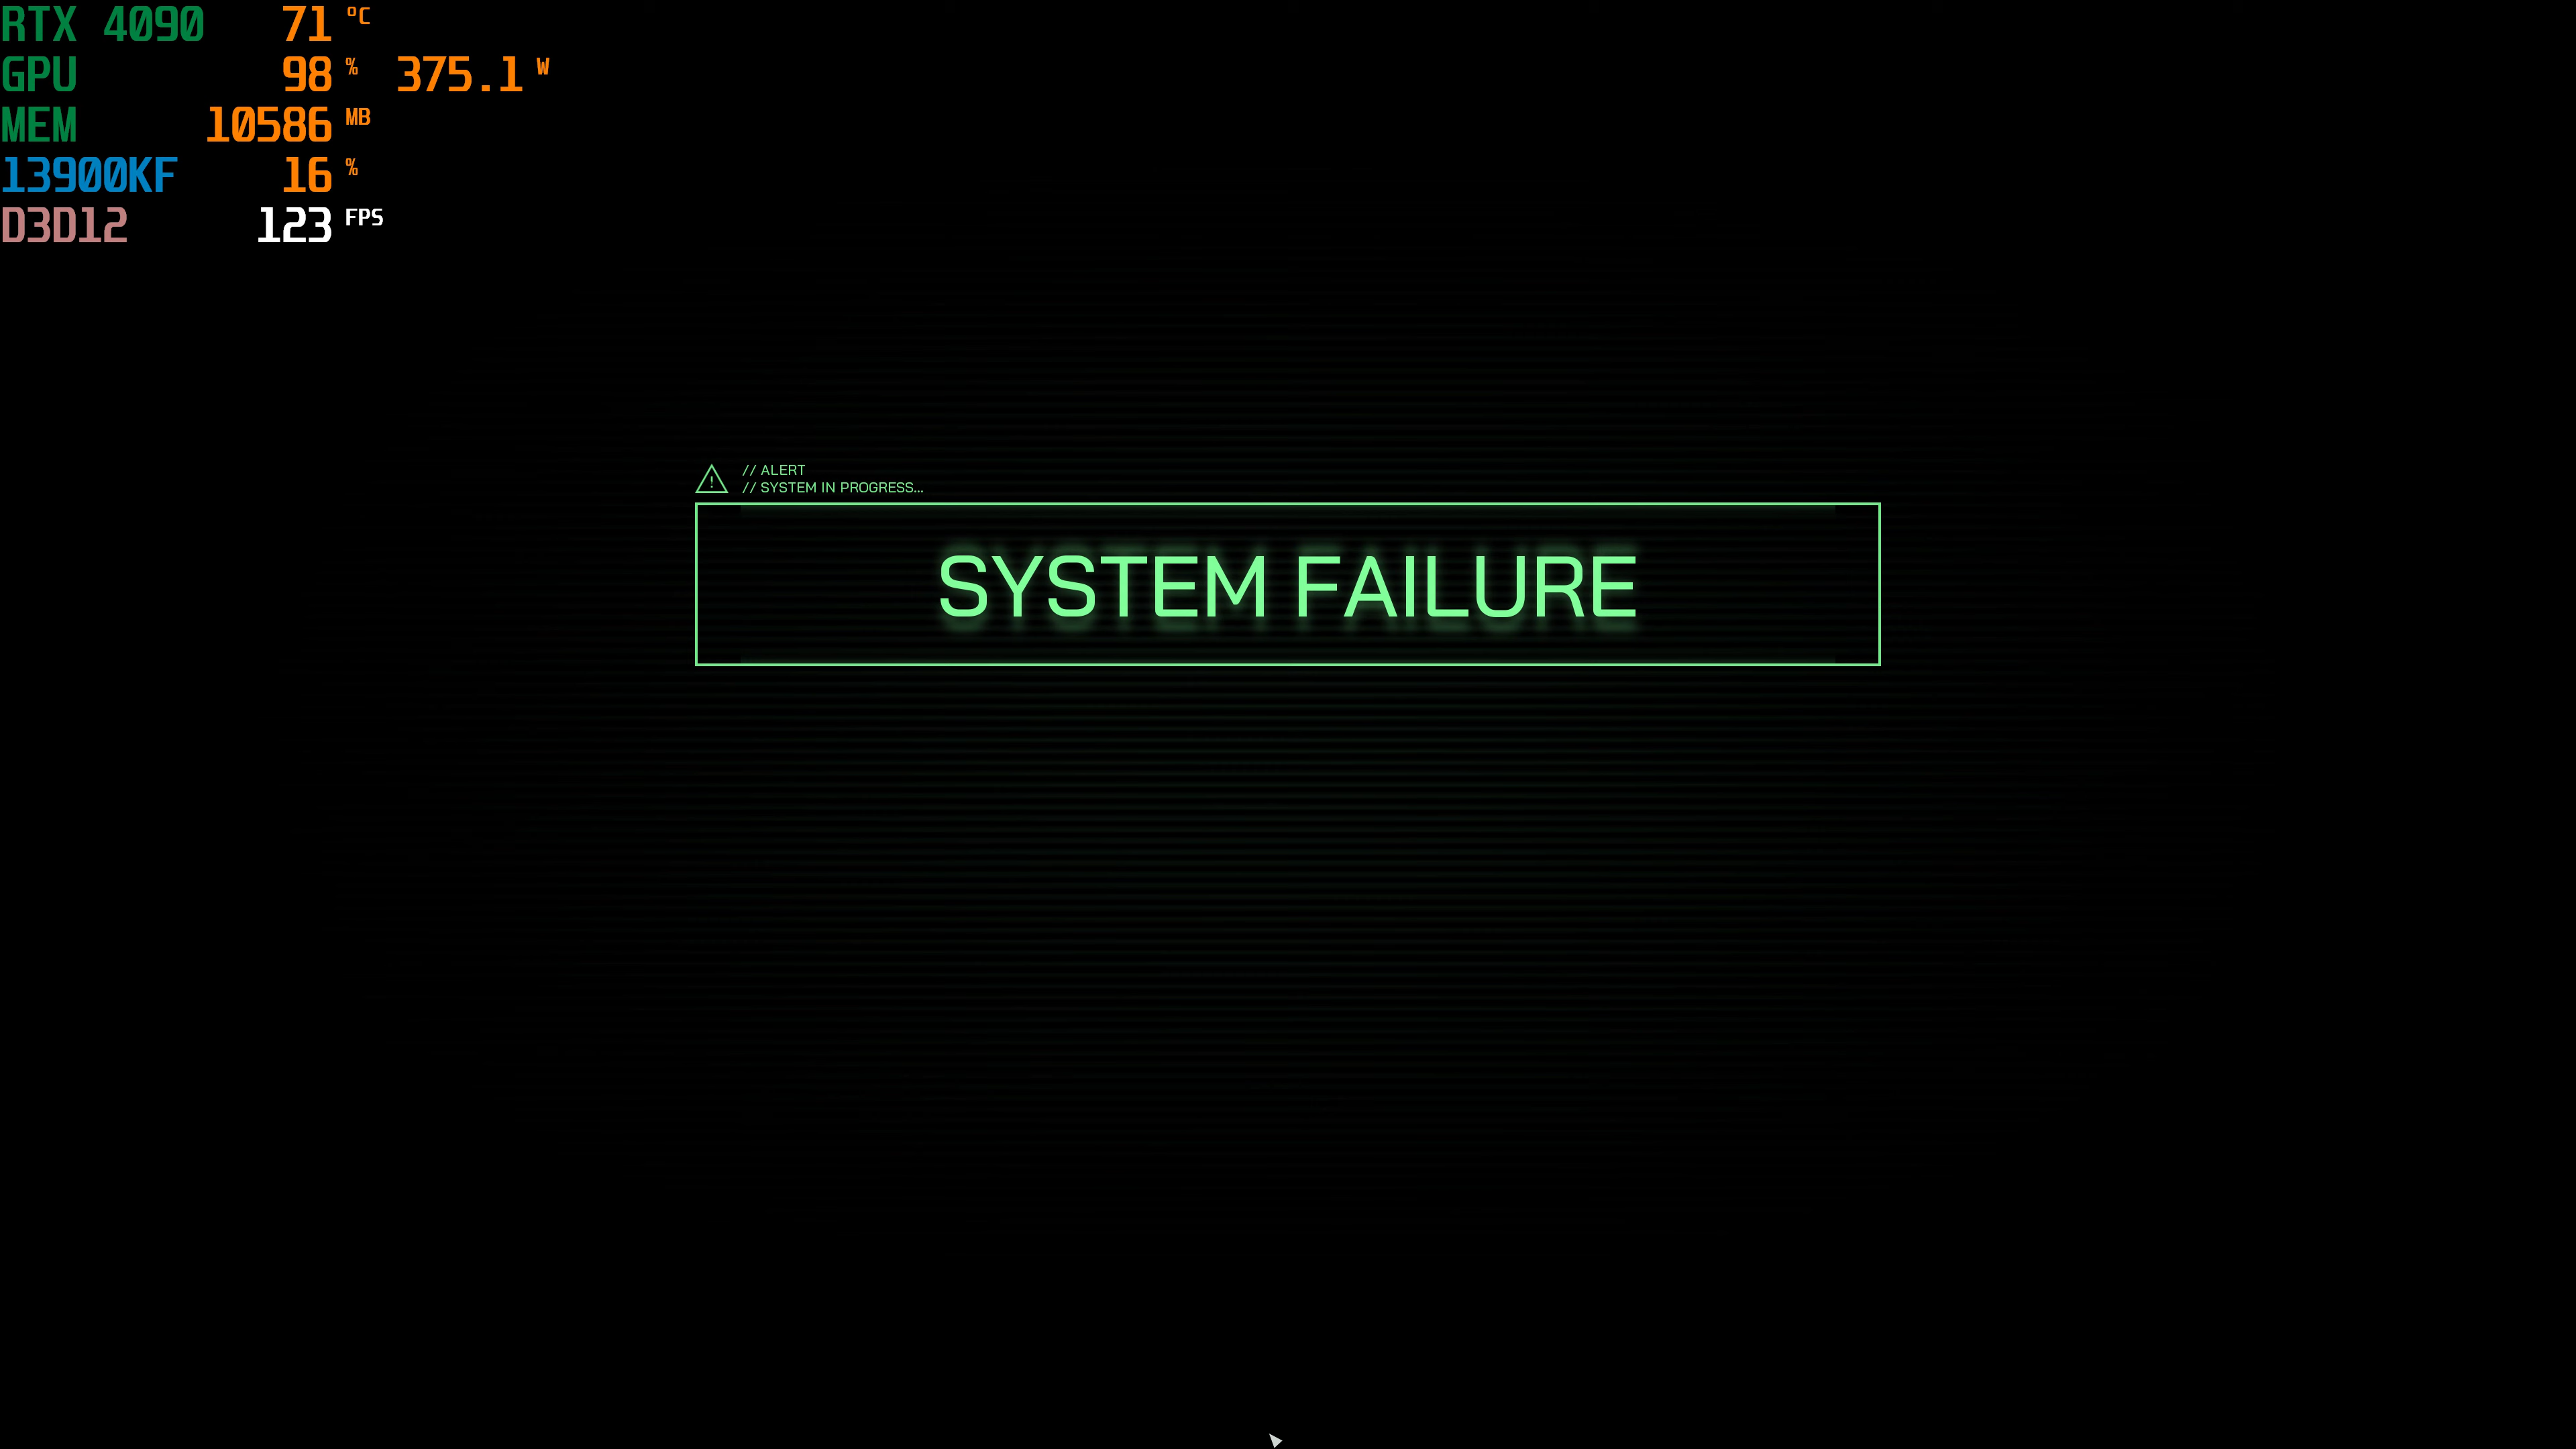 RTX 4090 71 °C
GPU 98 % 375.1 W
MEM 10586 MB
13900KF 16 %
D3D12 123 FPS
// ALERT
// SYSTEM IN PROGRESS...
SYSTEM FAILURE